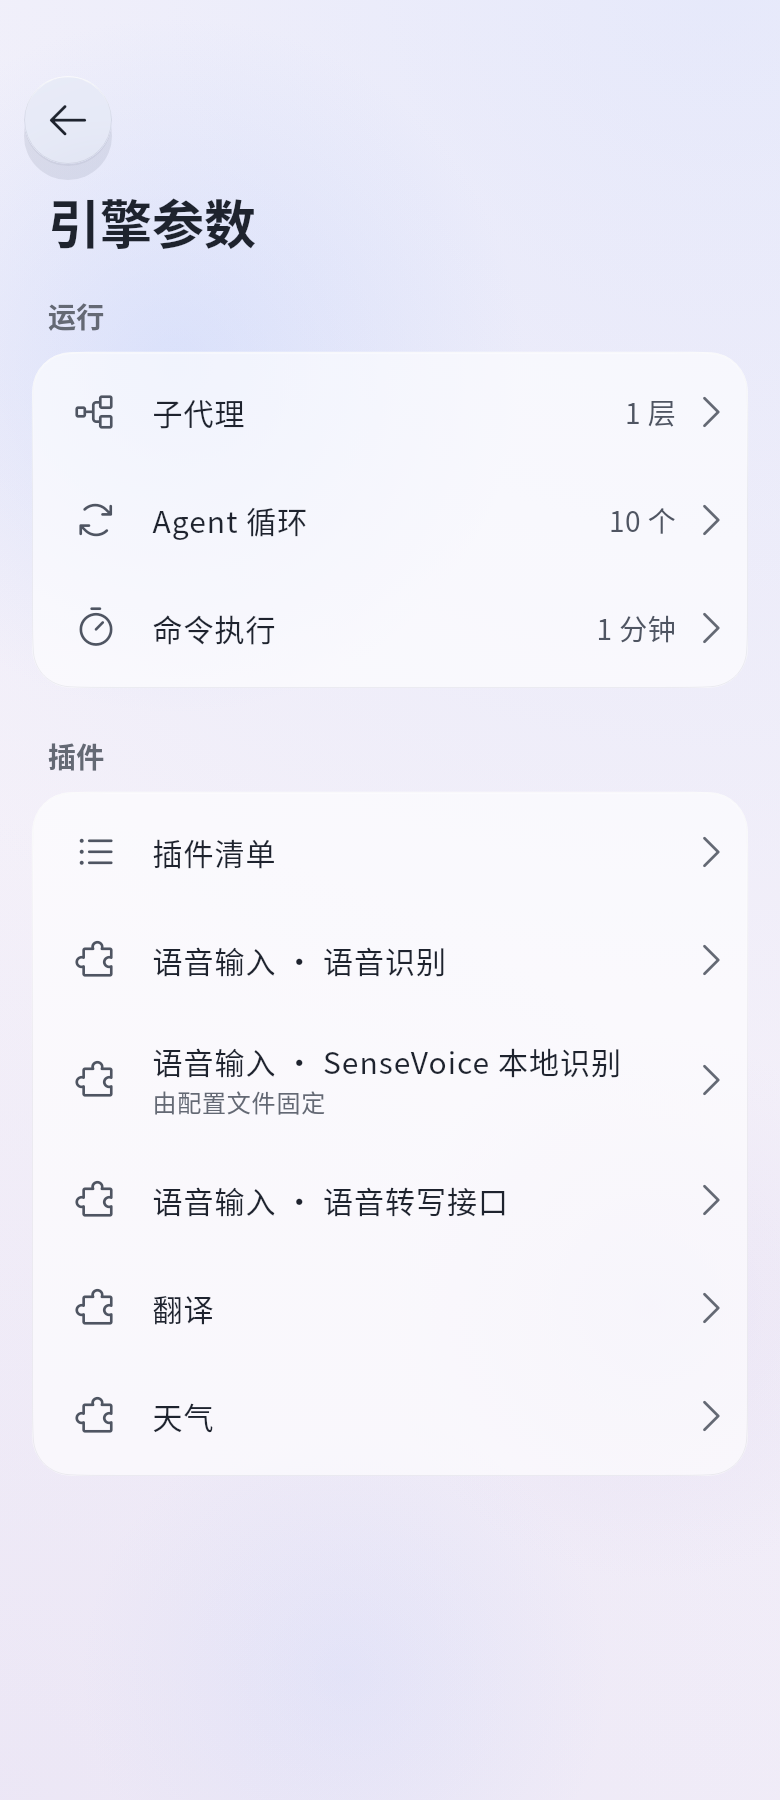 引擎参数
运行
子代理
1 层
Agent 循环
10 个
命令执行
1 分钟
插件
插件清单
语音输入 · 语音识别
语音输入 · SenseVoice 本地识别
由配置文件固定
语音输入 · 语音转写接口
翻译
天气